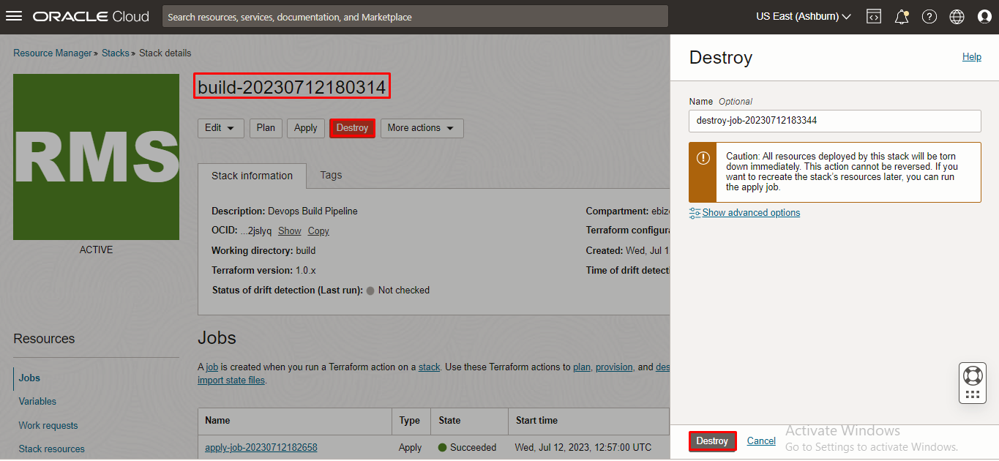 ORACLE Cloud
Search resources, services, documentation, and Marketplace
US East (Ashburn)
Resource Manager » Stacks » Stack details
RMS
ACTIVE
build-20230712180314
Edit Plan Apply Destroy More actions
Stack information Tags
Description: Devops Build Pipeline
OCID: ...2jslyq Show Copy
Working directory: build
Terraform version: 1.0.x
Status of drift detection (Last run): Not checked
Compartment: ebiz
Terraform configur
Created: Wed, Jul 1
Time of drift detecti
Resources
Jobs
Variables
Work requests
Stack resources
Jobs
A job is created when you run a Terraform action on a stack. Use these Terraform actions to plan, provision, and des
import state files.
Name Type State Start time
apply-job-20230712182658 Apply Succeeded Wed, Jul 12, 2023, 12:57:00 UTC
Destroy
Help
Name Optional
destroy-job-20230712183344
Caution: All resources deployed by this stack will be torn
down immediately. This action cannot be reversed. If you
want to recreate the stack's resources later, you can run
the apply job.
Show advanced options
Destroy Cancel
Activate Windows
Go to Settings to activate Windows.